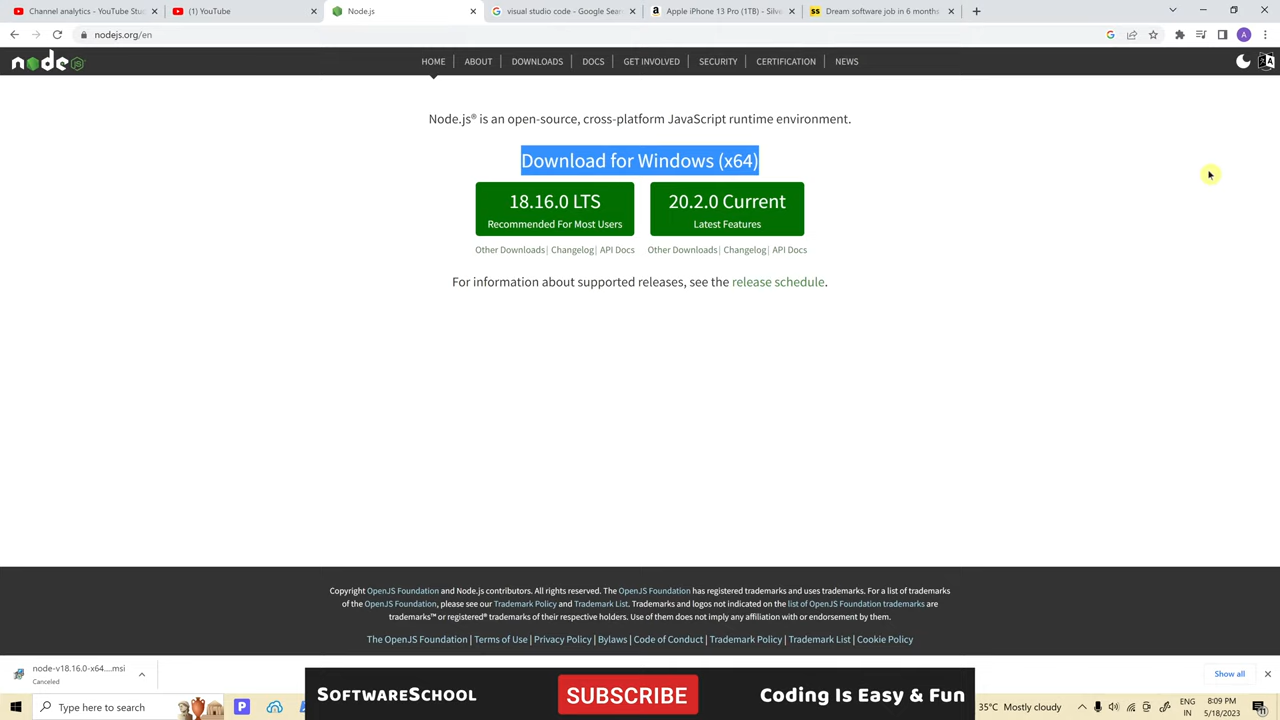 Channel analytics - YouTube Stu
(1) YouTube
Node.js
visual studio code - Google Sear
Apple iPhone 13 Pro (1TB) - Silve
Dream software job in 6 months
nodejs.org/en
node
HOME | ABOUT | DOWNLOADS | DOCS | GET INVOLVED | SECURITY | CERTIFICATION | NEWS
Node.js® is an open-source, cross-platform JavaScript runtime environment.
Download for Windows (x64)
18.16.0 LTS
Recommended For Most Users
20.2.0 Current
Latest Features
Other Downloads | Changelog | API Docs
Other Downloads | Changelog | API Docs
For information about supported releases, see the release schedule.
Copyright OpenJS Foundation and Node.js contributors. All rights reserved. The OpenJS Foundation has registered trademarks and uses trademarks. For a list of trademarks
of the OpenJS Foundation, please see our Trademark Policy and Trademark List. Trademarks and logos not indicated on the list of OpenJS Foundation trademarks are
trademarks™ or registered® trademarks of their respective holders. Use of them does not imply any affiliation with or endorsement by them.
The OpenJS Foundation | Terms of Use | Privacy Policy | Bylaws | Code of Conduct | Trademark Policy | Trademark List | Cookie Policy
node-v18.16.0-x64....msi
Canceled
Show all
SoftwareSchool
SUBSCRIBE
Coding Is Easy & Fun
Type here to search
35°C Mostly cloudy
ENG
IN
8:09 PM
5/18/2023